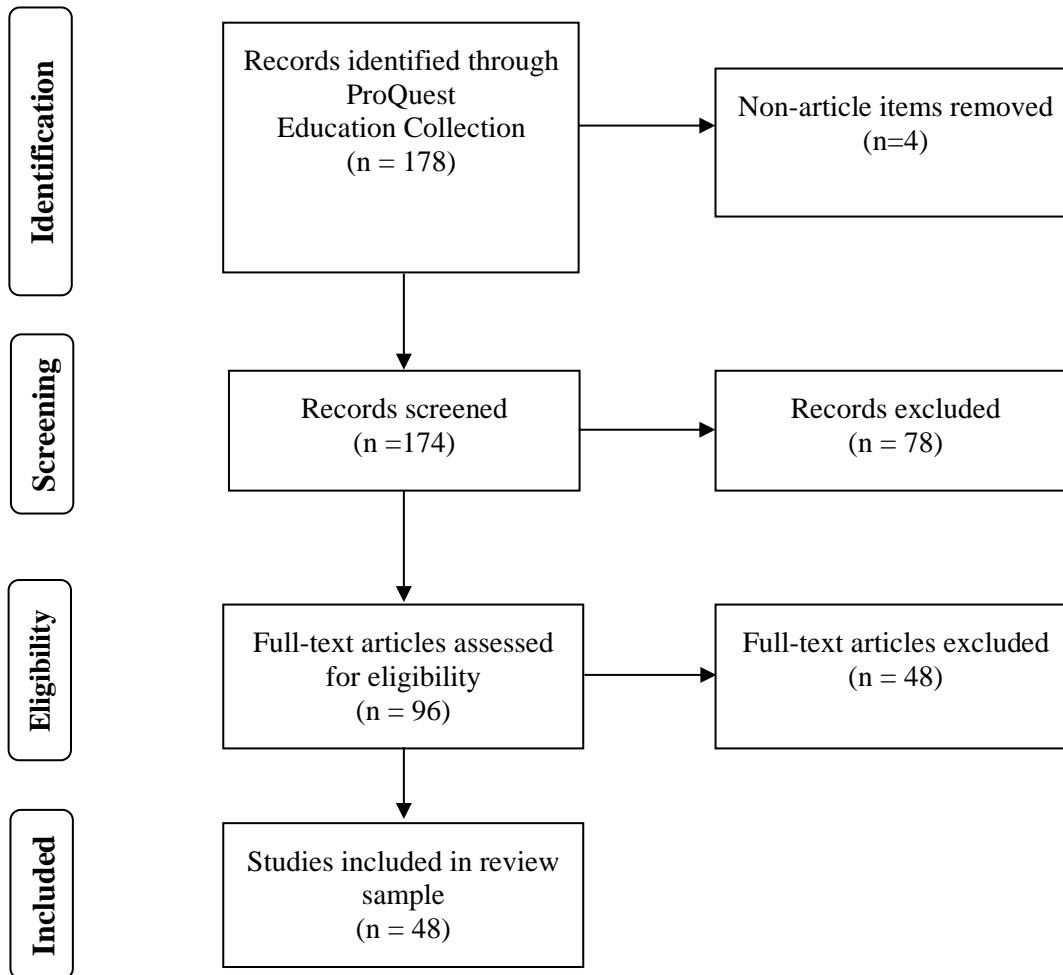 Identification
Records identified through
ProQuest
Education Collection
(n = 178)
Non-article items removed
(n=4)
Screening
Records screened
(n =174)
Records excluded
(n = 78)
Eligibility
Full-text articles assessed
for eligibility
(n = 96)
Full-text articles excluded
(n = 48)
Included
Studies included in review
sample
(n = 48)